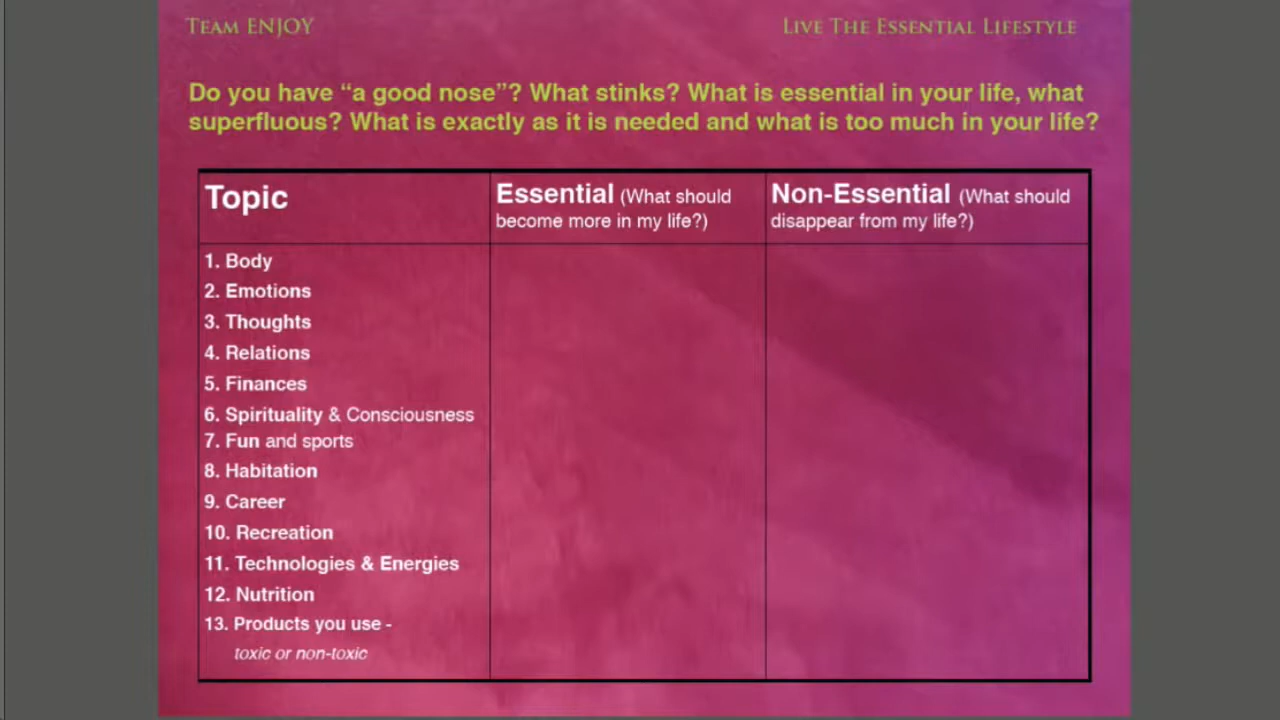 TEAM ENJOY
LIVE THE ESSENTIAL LIFESTYLE
Do you have “a good nose”? What stinks? What is essential in your life, what
superfluous? What is exactly as it is needed and what is too much in your life?
Topic
Essential (What should
become more in my life?)
Non-Essential (What should
disappear from my life?)
1. Body
2. Emotions
3. Thoughts
4. Relations
5. Finances
6. Spirituality & Consciousness
7. Fun and sports
8. Habitation
9. Career
10. Recreation
11. Technologies & Energies
12. Nutrition
13. Products you use -
toxic or non-toxic